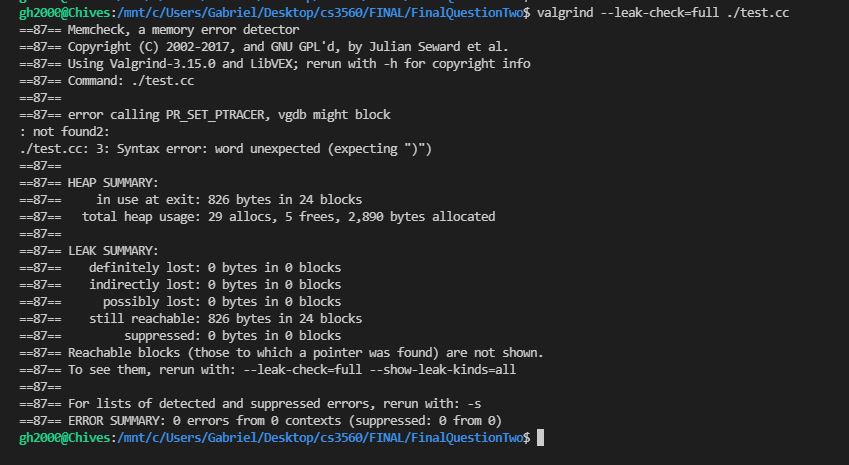 gh2000@Chives:/mnt/c/Users/Gabriel/Desktop/cs3560/FINAL/FinalQuestionTwo$ valgrind --leak-check=full ./test.cc
==87== Memcheck, a memory error detector
==87== Copyright (C) 2002-2017, and GNU GPL'd, by Julian Seward et al.
==87== Using Valgrind-3.15.0 and LibVEX; rerun with -h for copyright info
==87== Command: ./test.cc
==87==
==87== error calling PR_SET_PTRACER, vgdb might block
: not found2:
./test.cc: 3: Syntax error: word unexpected (expecting ")")
==87==
==87== HEAP SUMMARY:
==87==     in use at exit: 826 bytes in 24 blocks
==87==   total heap usage: 29 allocs, 5 frees, 2,890 bytes allocated
==87==
==87== LEAK SUMMARY:
==87==    definitely lost: 0 bytes in 0 blocks
==87==    indirectly lost: 0 bytes in 0 blocks
==87==      possibly lost: 0 bytes in 0 blocks
==87==    still reachable: 826 bytes in 24 blocks
==87==         suppressed: 0 bytes in 0 blocks
==87== Reachable blocks (those to which a pointer was found) are not shown.
==87== To see them, rerun with: --leak-check=full --show-leak-kinds=all
==87==
==87== For lists of detected and suppressed errors, rerun with: -s
==87== ERROR SUMMARY: 0 errors from 0 contexts (suppressed: 0 from 0)
gh2000@Chives:/mnt/c/Users/Gabriel/Desktop/cs3560/FINAL/FinalQuestionTwo$